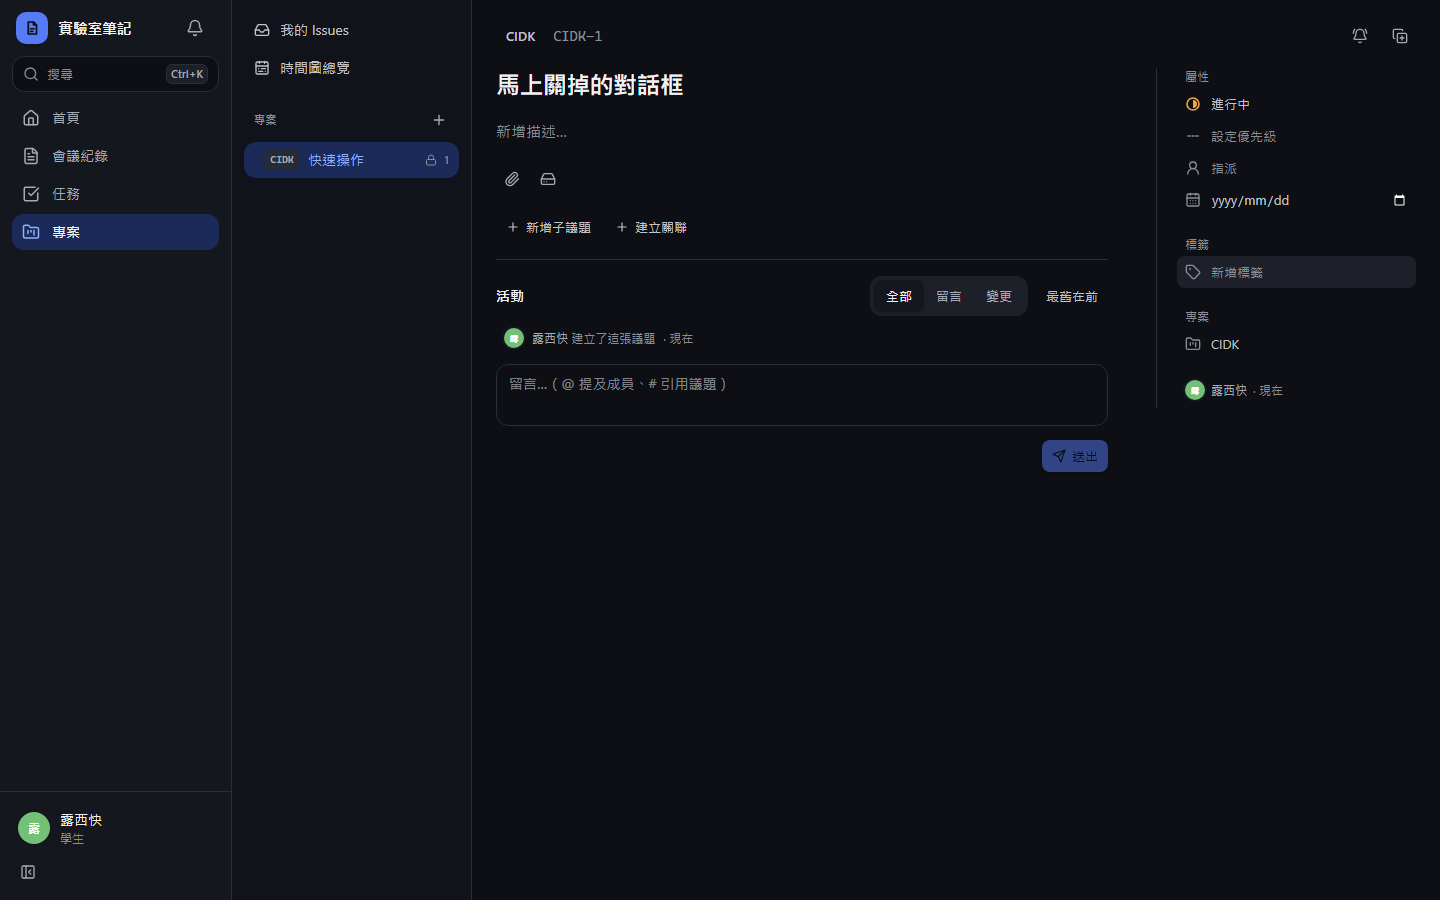 實驗室筆記
搜尋 Ctrl+K
首頁
會議紀錄
任務
專案
露 露西快
學生
我的 Issues
時間圖總覽
專案
CIDK 快速操作 1
CIDK CIDK-1
馬上關掉的對話框
新增描述...
新增子議題 建立關聯
活動 全部 留言 變更 最舊在前
露 露西快 建立了這張議題 · 現在
留言... ( @ 提及成員、# 引用議題 )
送出
屬性
進行中
設定優先級
指派
yyyy/mm/dd
標籤
新增標籤
專案
CIDK
露 露西快 · 現在